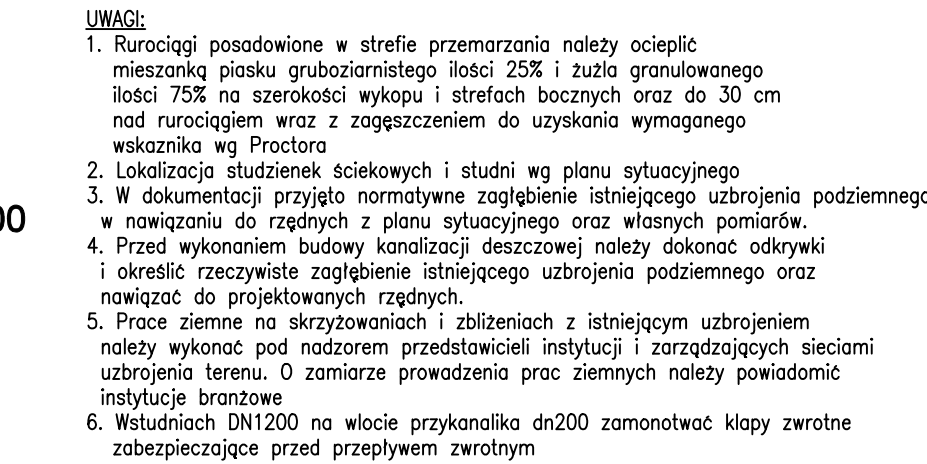 UWAGI:
1. Rurociągi posadowione w strefie przemarzania należy ocieplić
mieszanką piasku gruboziarnistego ilości 25% i żużla granulowanego
ilości 75% na szerokości wykopu i strefach bocznych oraz do 30 cm
nad rurociągiem wraz z zagęszczeniem do uzyskania wymaganego
wskaznika wg Proctora
2. Lokalizacja studzienek ściekowych i studni wg planu sytuacyjnego
3. W dokumentacji przyjęto normatywne zagłębienie istniejącego uzbrojenia podziemnego
w nawiązaniu do rzędnych z planu sytuacyjnego oraz własnych pomiarów.
00
4. Przed wykonaniem budowy kanalizacji deszczowej należy dokonać odkrywki
i określić rzeczywiste zagłębienie istniejącego uzbrojenia podziemnego oraz
nawiązać do projektowanych rzędnych.
5. Prace ziemne na skrzyżowaniach i zbliżeniach z istniejącym uzbrojeniem
należy wykonać pod nadzorem przedstawicieli instytucji i zarządzających sieciami
uzbrojenia terenu. O zamiarze prowadzenia prac ziemnych należy powiadomić
instytucje branżowe
6. Wstudniach DN1200 na wlocie przykanalika dn200 zamonotwać klapy zwrotne
zabezpieczające przed przepływem zwrotnym